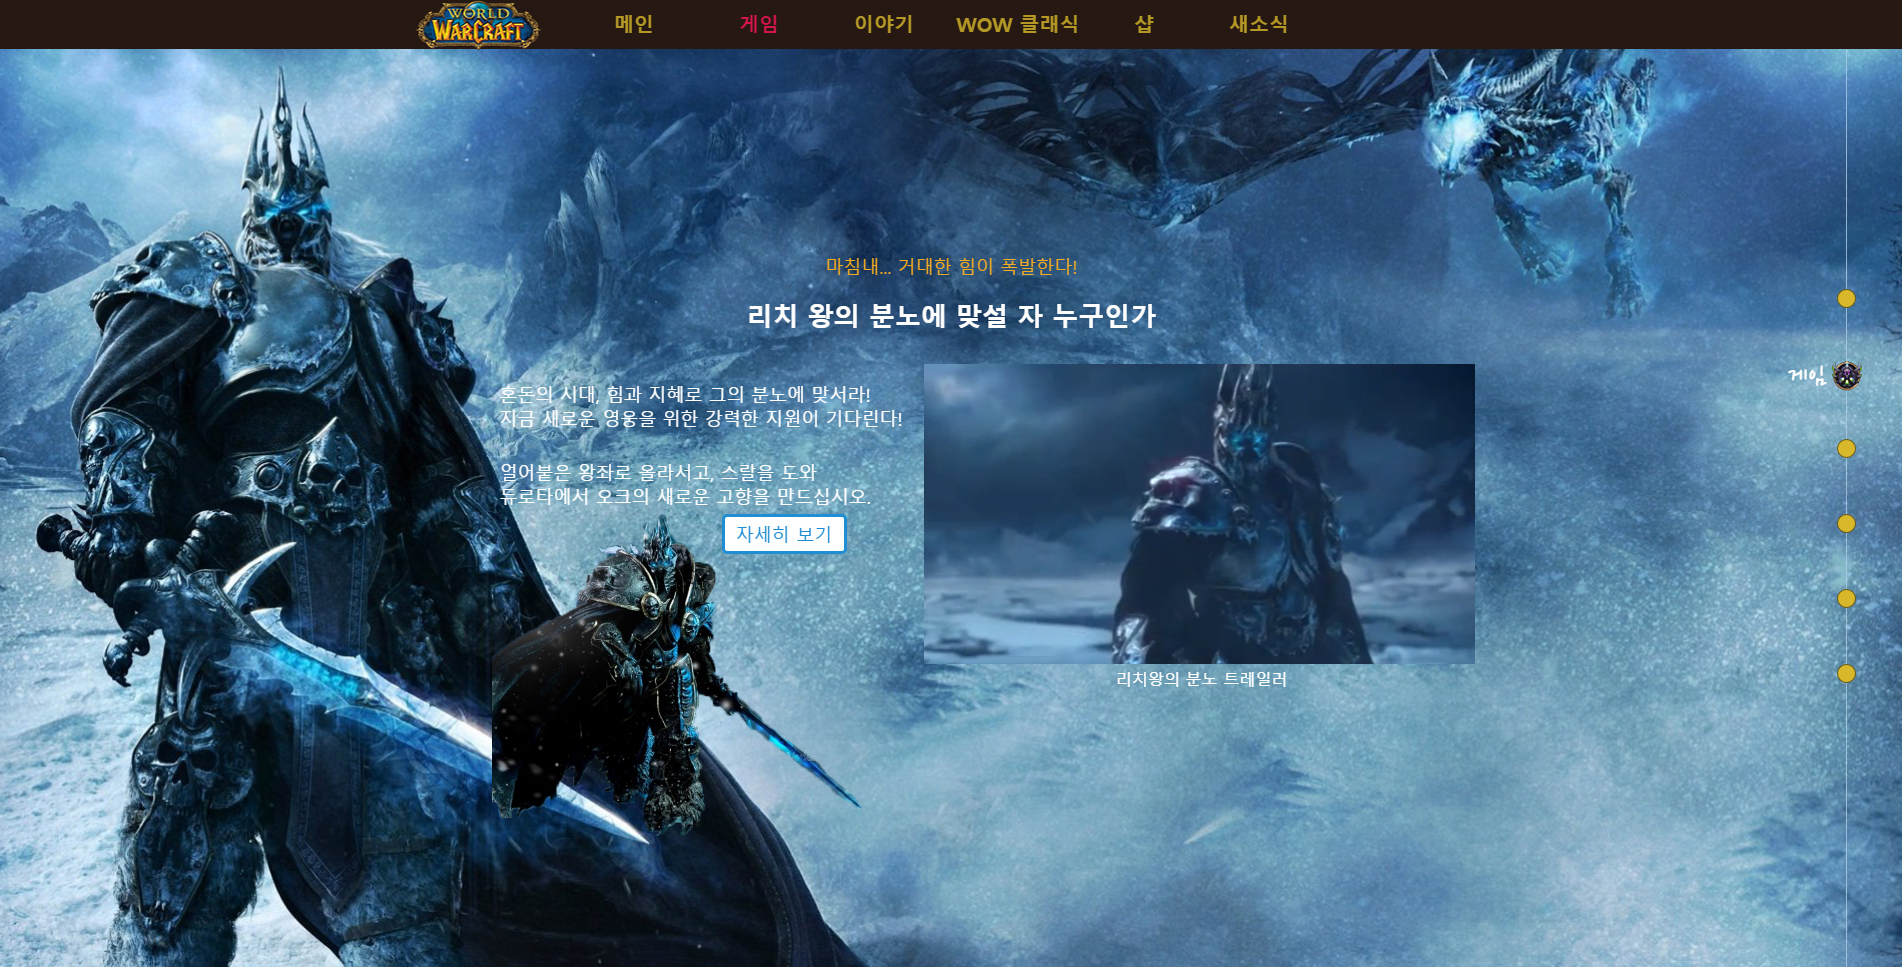 WORLD
WARCRAFT
메인
게임
이야기
WOW 클래식
샵
새소식
마침내... 거대한 힘이 폭발한다!
리치 왕의 분노에 맞설 자 누구인가
혼돈의 시대, 힘과 지혜로 그의 분노에 맞서라!
지금 새로운 영웅을 위한 강력한 지원이 기다린다!
얼어붙은 왕좌로 올라서고, 스랄을 도와
듀로타에서 오크의 새로운 고향을 만드십시오.
자세히 보기
게임
리치왕의 분노 트레일러